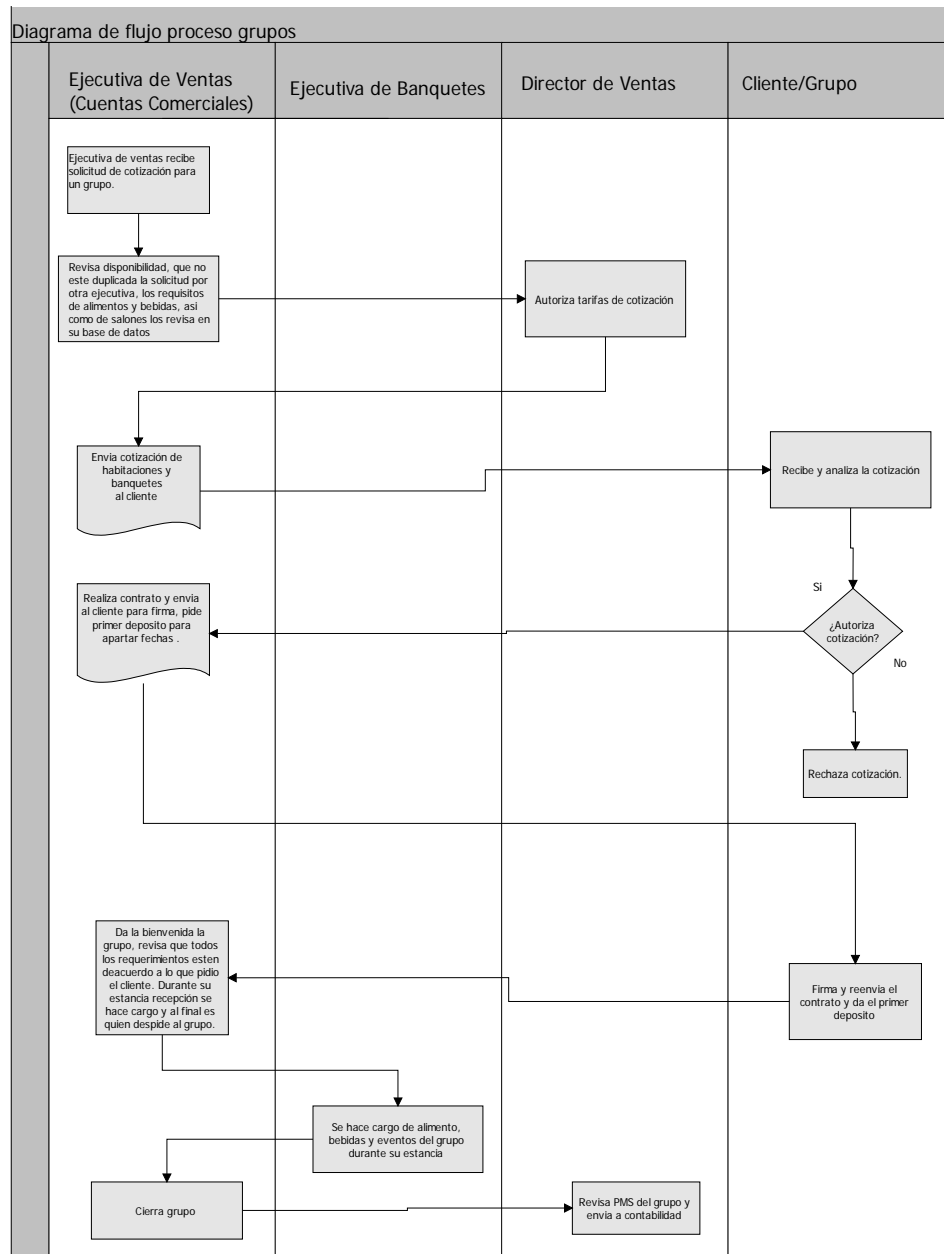 Diagrama de flujo proceso grupos
Ejecutiva de Ventas
(Cuentas Comerciales)
Ejecutiva de Banquetes
Director de Ventas
Cliente/Grupo
Ejecutiva de ventas recibe
solicitud de cotización para
un grupo.
Revisa disponibilidad, que no
este duplicada la solicitud por
otra ejecutiva, los requisitos
de alimentos y bebidas, asi
como de salones los revisa en
su base de datos
Autoriza tarifas de cotización
Envia cotización de
habitaciones y
banquetes
al cliente
Recibe y analiza la cotización
Realiza contrato y envia
al cliente para firma, pide
primer deposito para
apartar fechas .
Si
¿Autoriza
cotización?
No
Rechaza cotización.
Da la bienvenida la
grupo, revisa que todos
los requerimientos esten
deacuerdo a lo que pidio
el cliente. Durante su
estancia recepción se
hace cargo y al final es
quien despide al grupo.
Firma y reenvia el
contrato y da el primer
deposito
Se hace cargo de alimento,
bebidas y eventos del grupo
durante su estancia
Cierra grupo
Revisa PMS del grupo y
envia a contabilidad